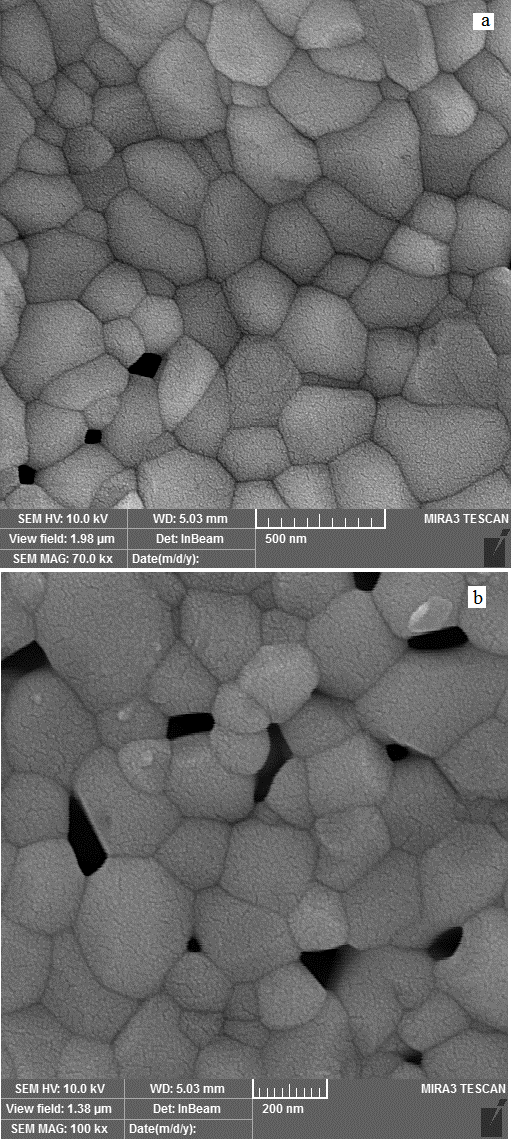 a
SEM HV: 10.0 kV WD: 5.03 mm MIRA3 TESCAN
View field: 1.98 µm Det: InBeam 500 nm
SEM MAG: 70.0 kx Date(m/d/y):
b
SEM HV: 10.0 kV WD: 5.03 mm MIRA3 TESCAN
View field: 1.38 µm Det: InBeam 200 nm
SEM MAG: 100 kx Date(m/d/y):